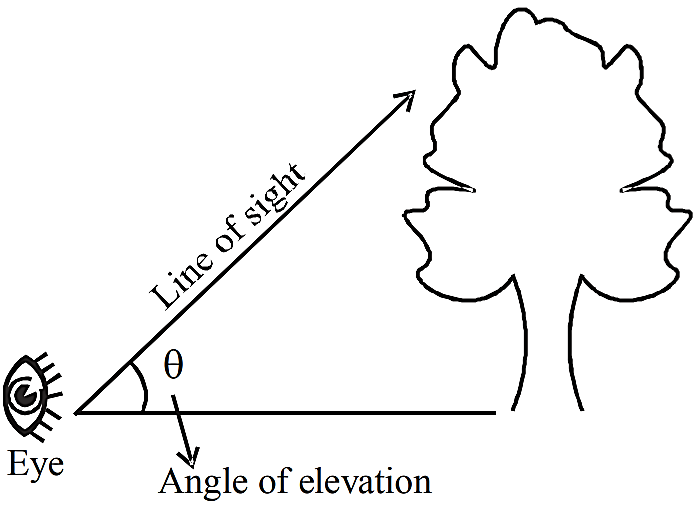 Line of sight
θ
Eye
Angle of elevation